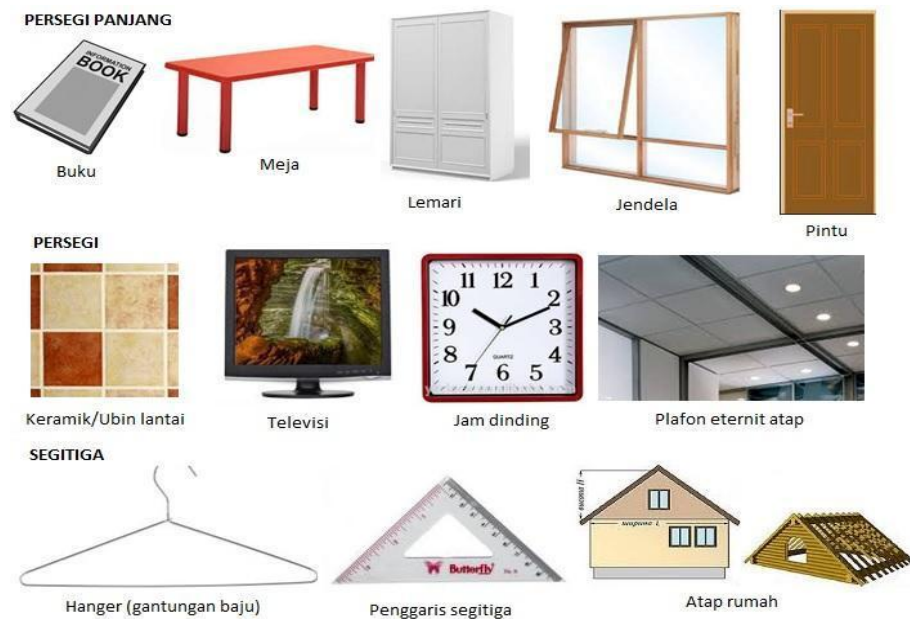 PERSEGI PANJANG
INFORMATION
BOOK
Buku
Meja
Lemari
Jendela
Pintu
PERSEGI
12
11
1
10
2
9
3
8
4
7
6
5
QUARTZ
Keramik/Ubin lantai
Televisi
Jam dinding
Plafon eternit atap
SEGITIGA
высота H
ширина L
Butterfly
Hanger (gantungan baju)
Penggaris segitiga
Atap rumah